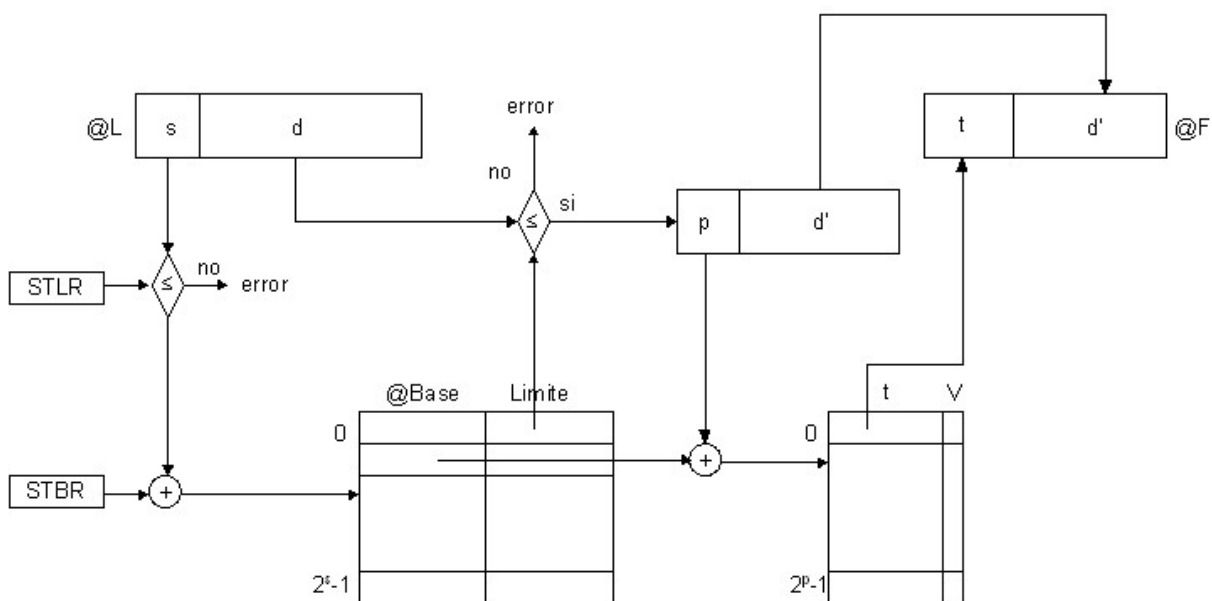 error
@L s d
t d' @F
no
≤ si
p d'
no
STLR ≤ error
@Base Limite
t V
0
0
+
STBR +
2ˢ-1
2ᵖ-1